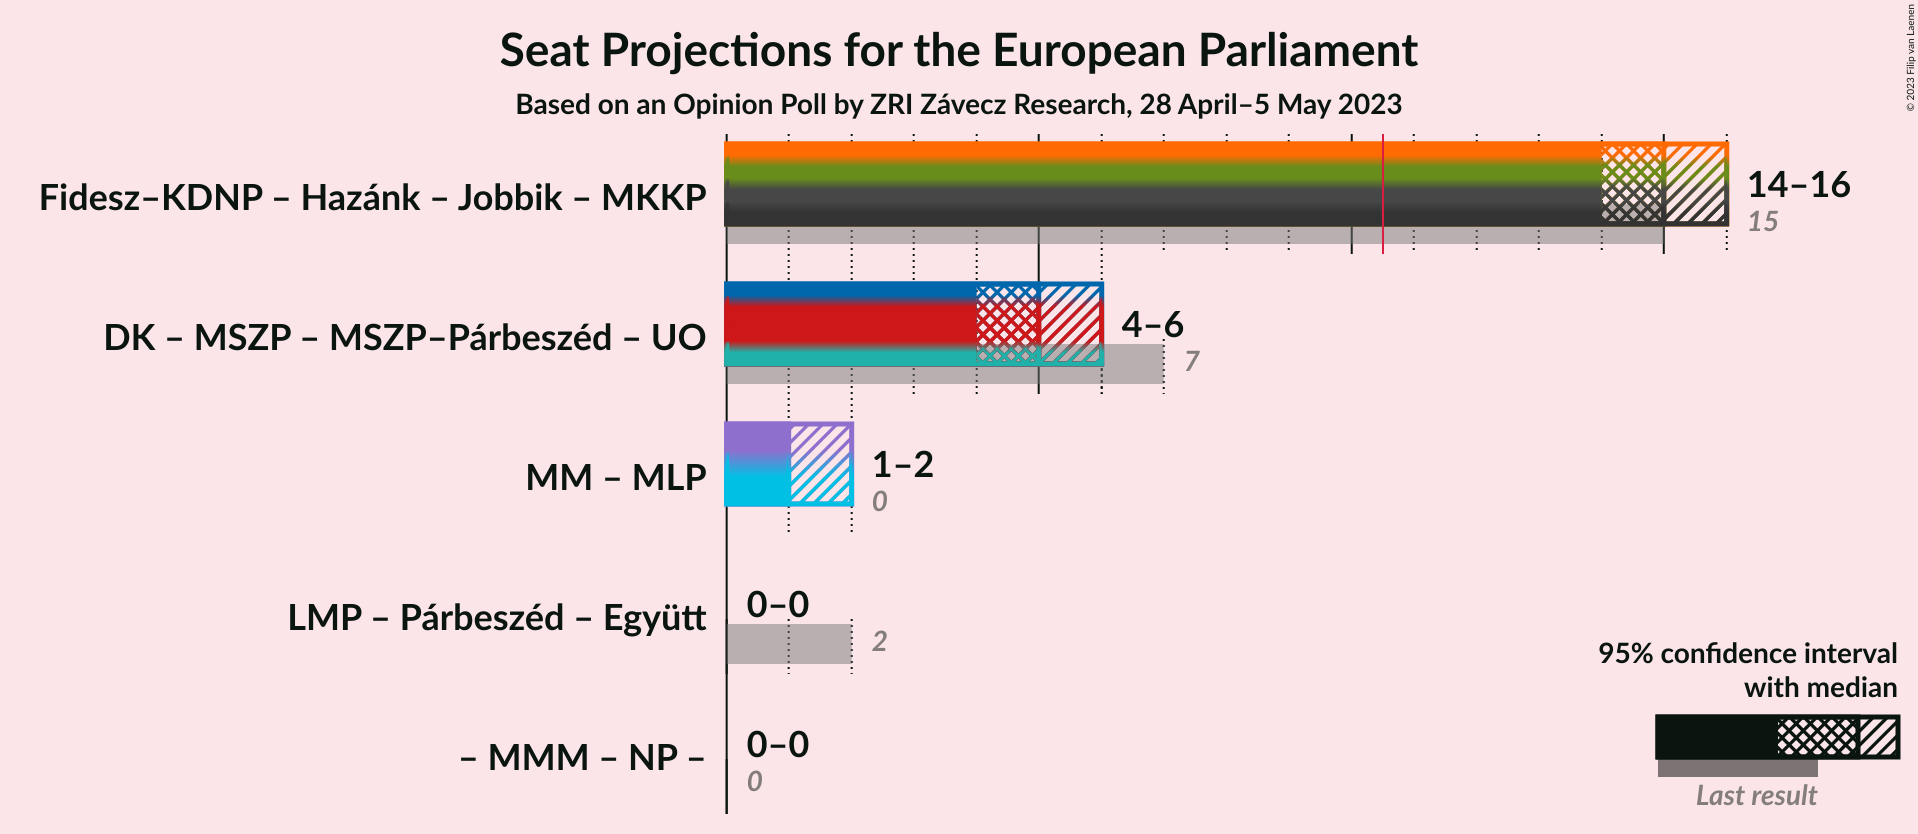 Seat Projections for the European Parliament
Based on an Opinion Poll by ZRI Závecz Research, 28 April–5 May 2023
© 2023 Filip van Laenen
Fidesz–KDNP – Hazánk – Jobbik – MKKP
14–16
15
DK – MSZP – MSZP–Párbeszéd – UO
4–6
7
MM – MLP
1–2
0
LMP – Párbeszéd – Együtt
0–0
2
– MMM – NP –
0–0
0
95% confidence interval
with median
Last result